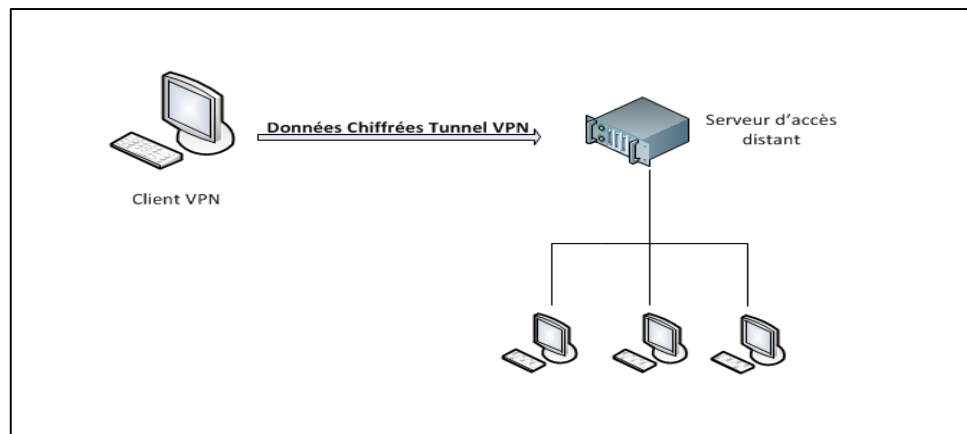 Données Chiffrées Tunnel VPN
Serveur d'accès
distant
Client VPN